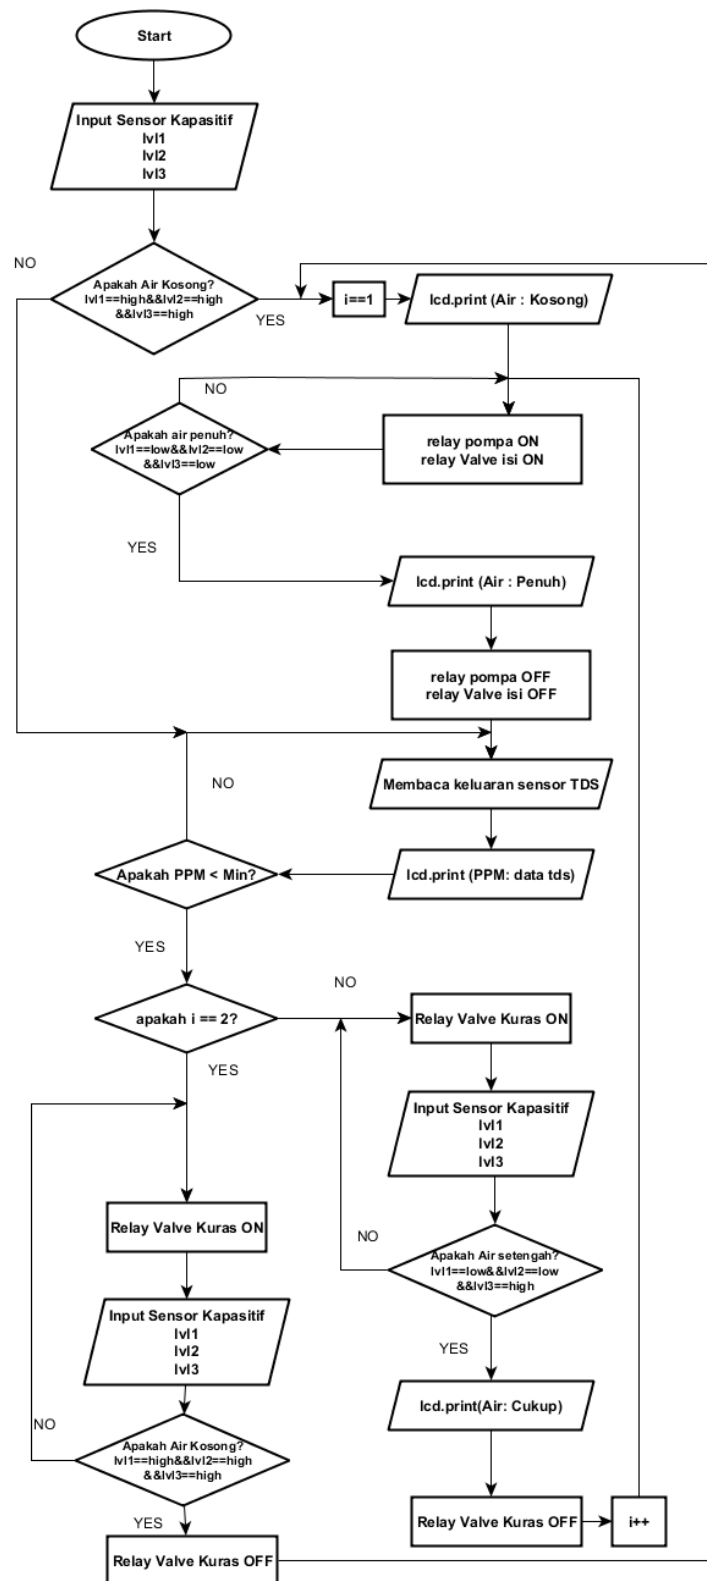 Start
Input Sensor Kapasitif
lvl1
lvl2
lvl3
NO
Apakah Air Kosong?
lvl1==high&&lvl2==high
&&lvl3==high
YES
i==1
lcd.print (Air : Kosong)
NO
Apakah air penuh?
lvl1==low&&lvl2==low
&&lvl3==low
relay pompa ON
relay Valve isi ON
YES
lcd.print (Air : Penuh)
relay pompa OFF
relay Valve isi OFF
Membaca keluaran sensor TDS
NO
Apakah PPM < Min?
lcd.print (PPM: data tds)
YES
apakah i == 2?
NO
Relay Valve Kuras ON
YES
Input Sensor Kapasitif
lvl1
lvl2
lvl3
NO
Apakah Air setengah?
lvl1==low&&lvl2==low
&&lvl3==high
YES
lcd.print(Air: Cukup)
Relay Valve Kuras OFF
i++
Relay Valve Kuras ON
Input Sensor Kapasitif
lvl1
lvl2
lvl3
NO
Apakah Air Kosong?
lvl1==high&&lvl2==high
&&lvl3==high
YES
Relay Valve Kuras OFF